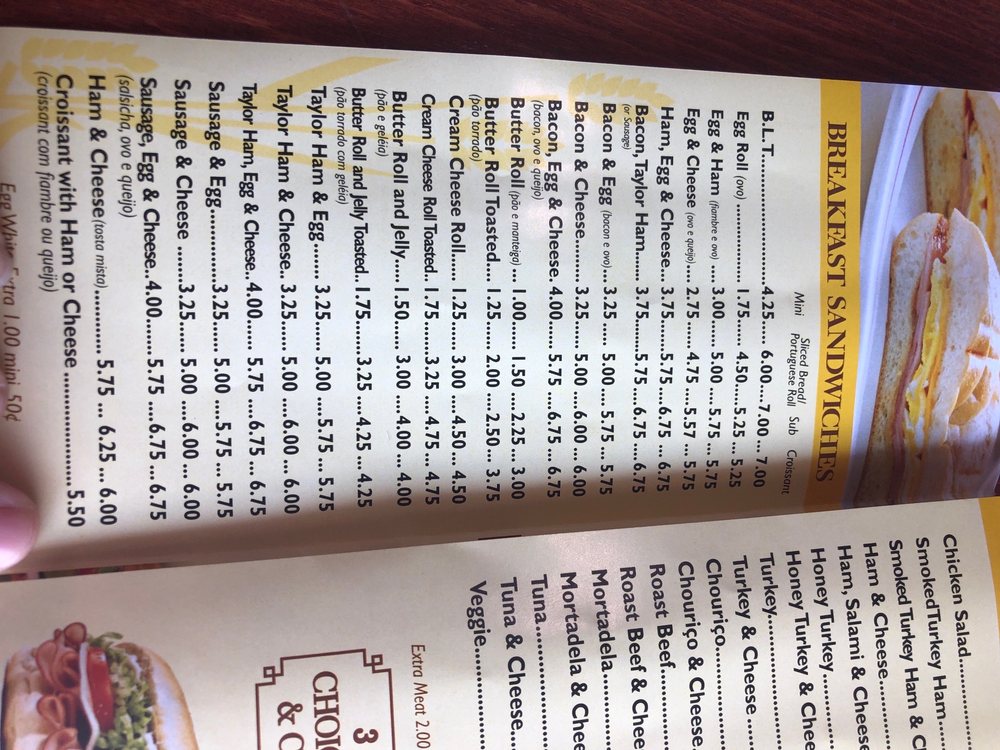 BREAKFAST SANDWICHES
Mini Sliced Bread/ Portuguese Roll Sub Croissant
B.L.T. 4.25 6.00 7.00 7.00
Egg Roll (ovo) 1.75 4.50 5.25 5.25
Egg & Ham (fiambre e ovo) 3.00 5.00 5.75 5.75
Egg & Cheese (ovo e queijo) 2.75 4.75 5.57 5.75
Ham, Egg & Cheese 3.75 5.75 6.75 6.75
Bacon, Taylor Ham 3.75 5.75 6.75 6.75
(or Sausage)
Bacon & Egg (bacon e ovo) 3.25 5.00 5.75 5.75
Bacon & Cheese 3.25 5.00 6.00 6.00
Bacon, Egg & Cheese 4.00 5.75 6.75 6.75
(bacon, ovo e queijo)
Butter Roll (pão e manteiga) 1.00 1.50 2.25 3.00
Butter Roll Toasted 1.25 2.00 2.50 3.75
(pão torrado)
Cream Cheese Roll 1.25 3.00 4.50 4.50
Cream Cheese Roll Toasted 1.75 3.25 4.75 4.75
Butter Roll and Jelly 1.50 3.00 4.00 4.00
(pão e geléia)
Butter Roll and Jelly Toasted 1.75 3.25 4.25 4.25
(pão torrado com geléia)
Taylor Ham & Egg 3.25 5.00 5.75 5.75
Taylor Ham & Cheese 3.25 5.00 6.00 6.00
Taylor Ham, Egg & Cheese 4.00 5.75 6.75 6.75
Sausage & Egg 3.25 5.00 5.75 5.75
Sausage & Cheese 3.25 5.00 6.00 6.00
Sausage, Egg & Cheese 4.00 5.75 6.75 6.75
(salsicha, ovo e queijo)
Ham & Cheese (tosta mista) 5.75 6.25 6.00
Croissant with Ham or Cheese 5.50
(croissant com fiambre ou queijo)
Egg White Extra 1.00 mini 50¢
Chicken Salad
Smoked Turkey Ham
Smoked Turkey Ham & C
Ham & Cheese
Ham, Salami & Cheese
Honey Turkey
Honey Turkey & Chee
Turkey
Turkey & Cheese
Chouriço
Chouriço & Cheese
Roast Beef
Roast Beef & Chee
Mortadela
Mortadela & Chee
Tuna
Tuna & Cheese
Veggie
Extra Meat 2.00
3
CHOI
& C